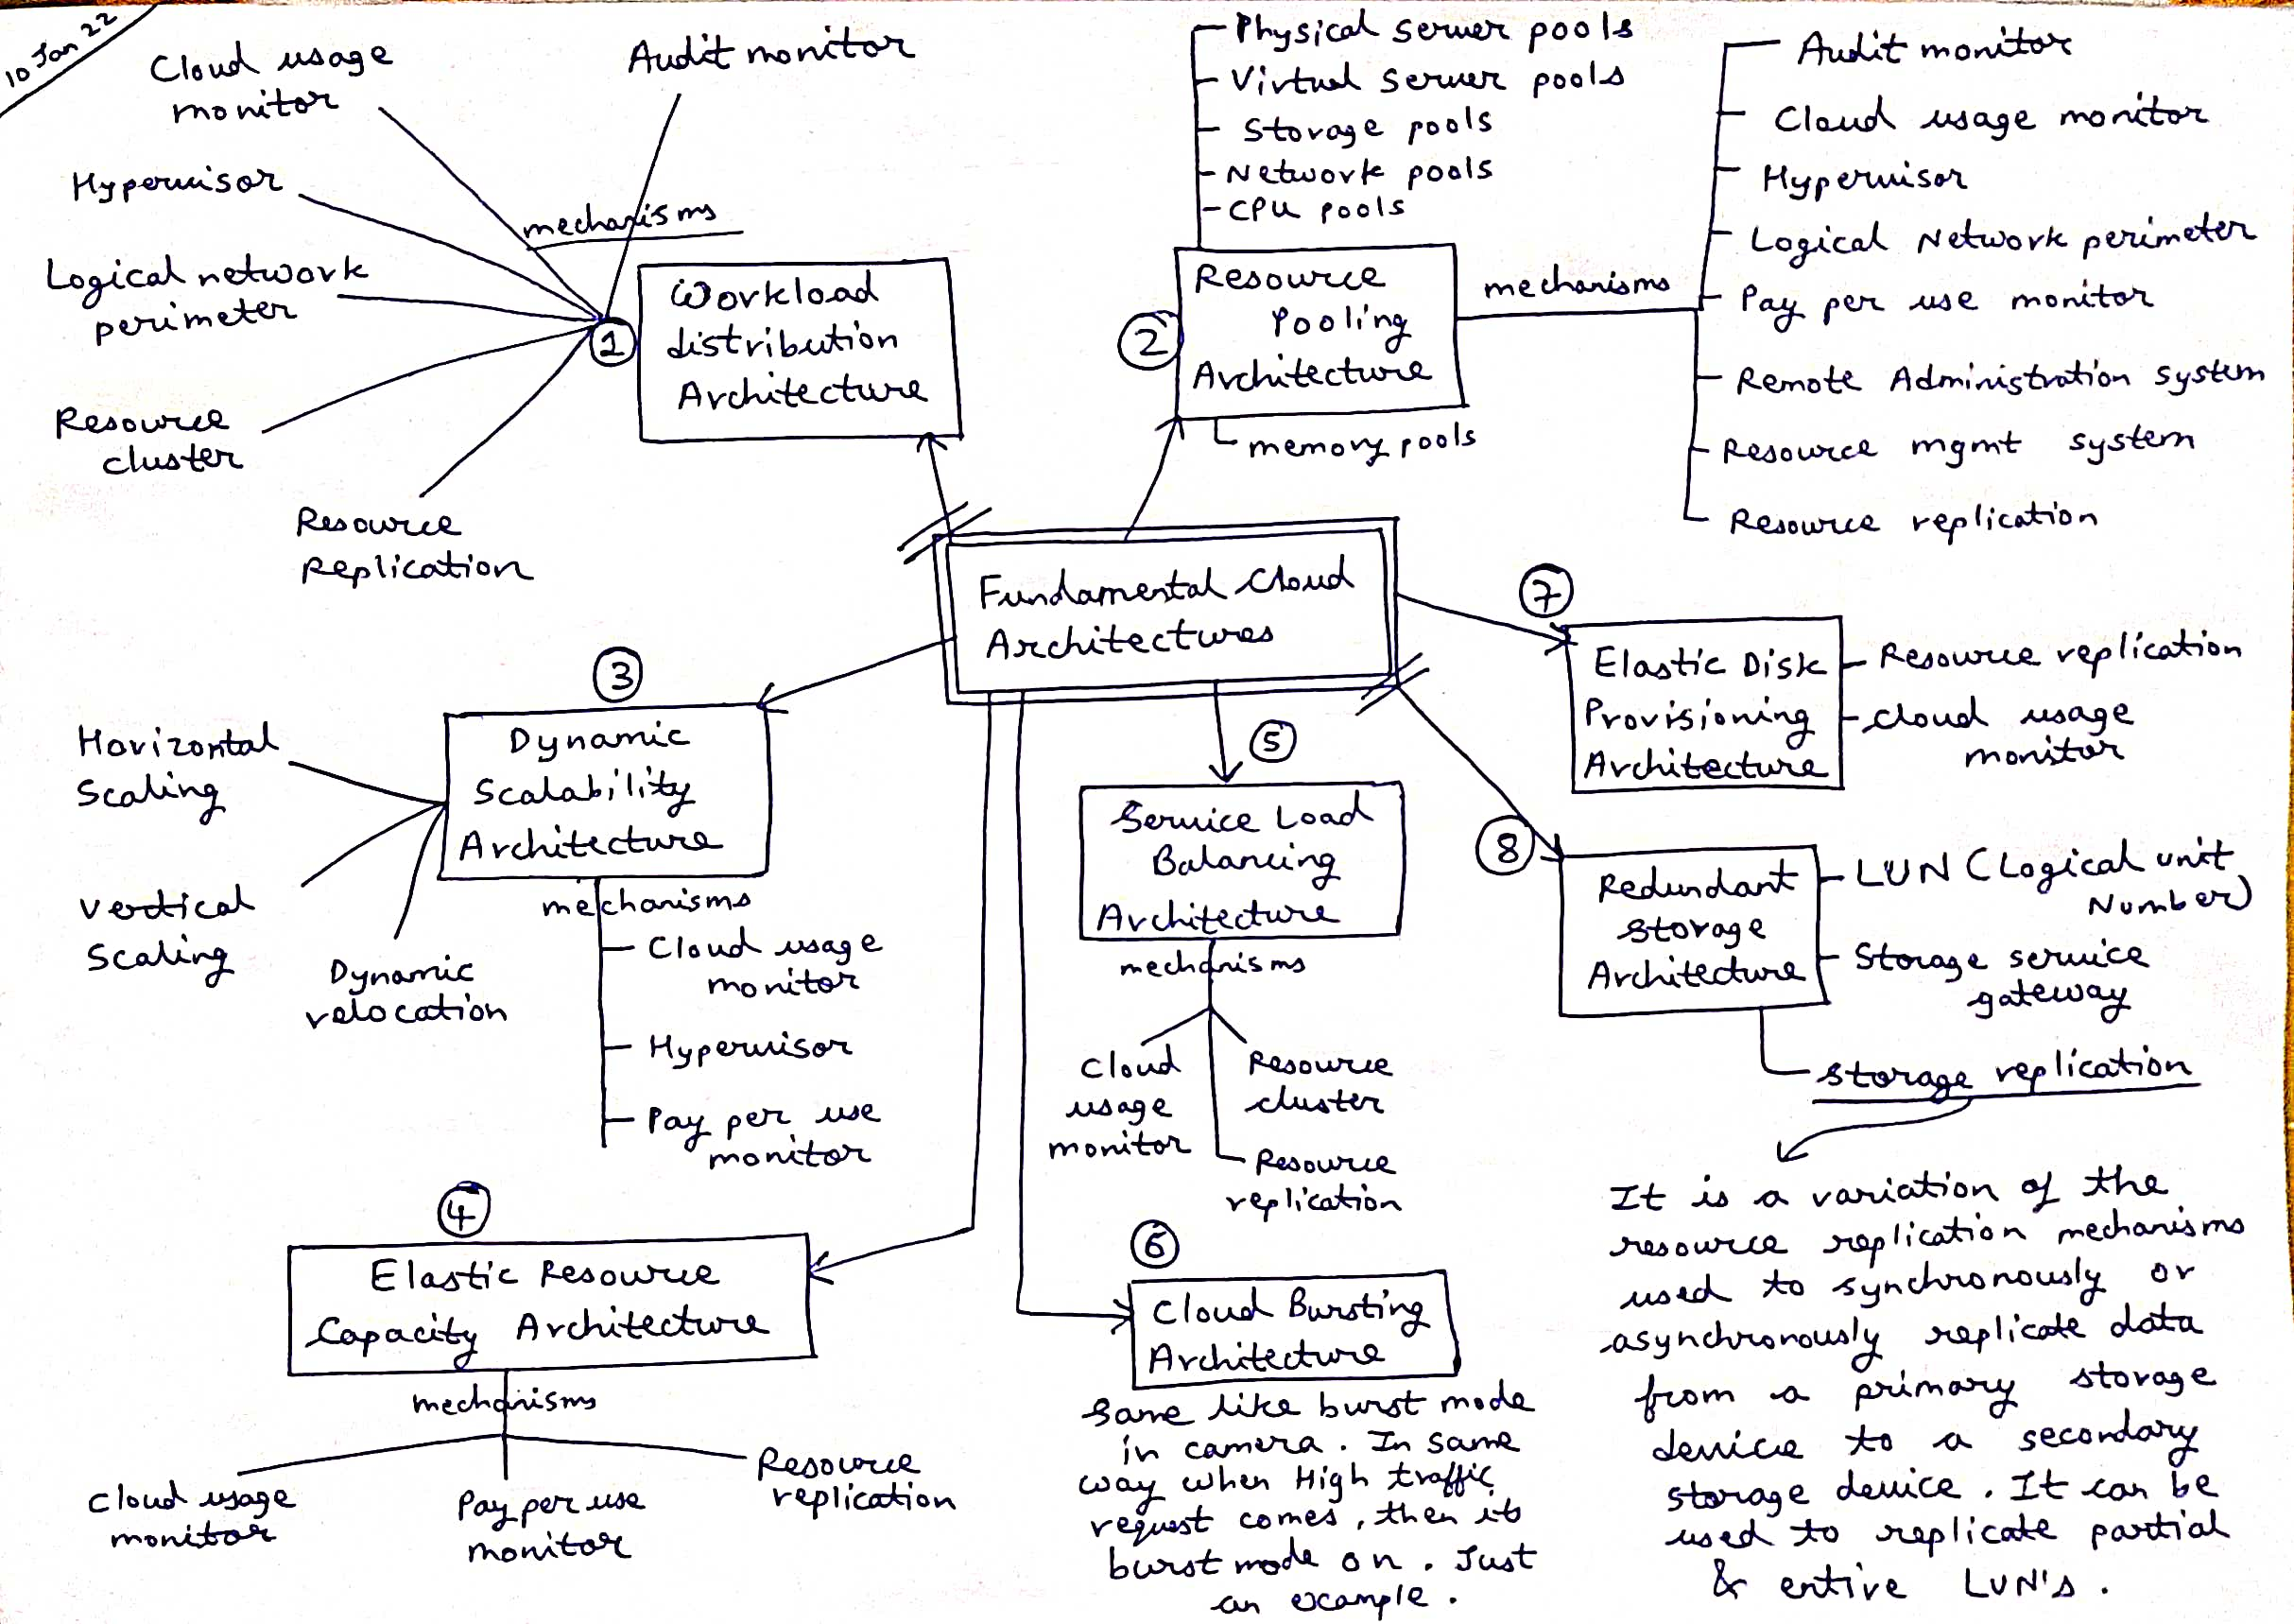 10 Jan 22
Cloud usage
monitor
Audit monitor
Hypervisor
mechanisms
Logical network
perimeter
Resource
cluster
Resource
replication
1
Workload
distribution
Architecture
Physical server pools
Virtual server pools
Storage pools
Network pools
CPU pools
2
Resource
Pooling
Architecture
memory pools
mechanisms
Audit monitor
Cloud usage monitor
Hypervisor
Logical Network perimeter
Pay per use monitor
Remote Administration system
Resource mgmt system
Resource replication
Fundamental Cloud
Architectures
3
Dynamic
Scalability
Architecture
Horizontal
Scaling
Vertical
Scaling
Dynamic
relocation
mechanisms
Cloud usage
monitor
Hypervisor
Pay per use
monitor
4
Elastic Resource
Capacity Architecture
mechanisms
Cloud usage
monitor
Pay per use
monitor
Resource
replication
5
Service Load
Balancing
Architecture
mechanisms
Cloud
usage
monitor
Resource
cluster
Resource
replication
6
Cloud Bursting
Architecture
Same like burst mode
in camera. In same
way when High traffic
request comes, then its
burst mode on. Just
an example.
7
Elastic Disk
Provisioning
Architecture
Resource replication
Cloud usage
monitor
8
Redundant
Storage
Architecture
LUN (Logical unit
Number)
Storage service
gateway
Storage replication
It is a variation of the
resource replication mechanisms
used to synchronously or
asynchronously replicate data
from a primary storage
device to a secondary
storage device. It can be
used to replicate partial
& entire LUN's.